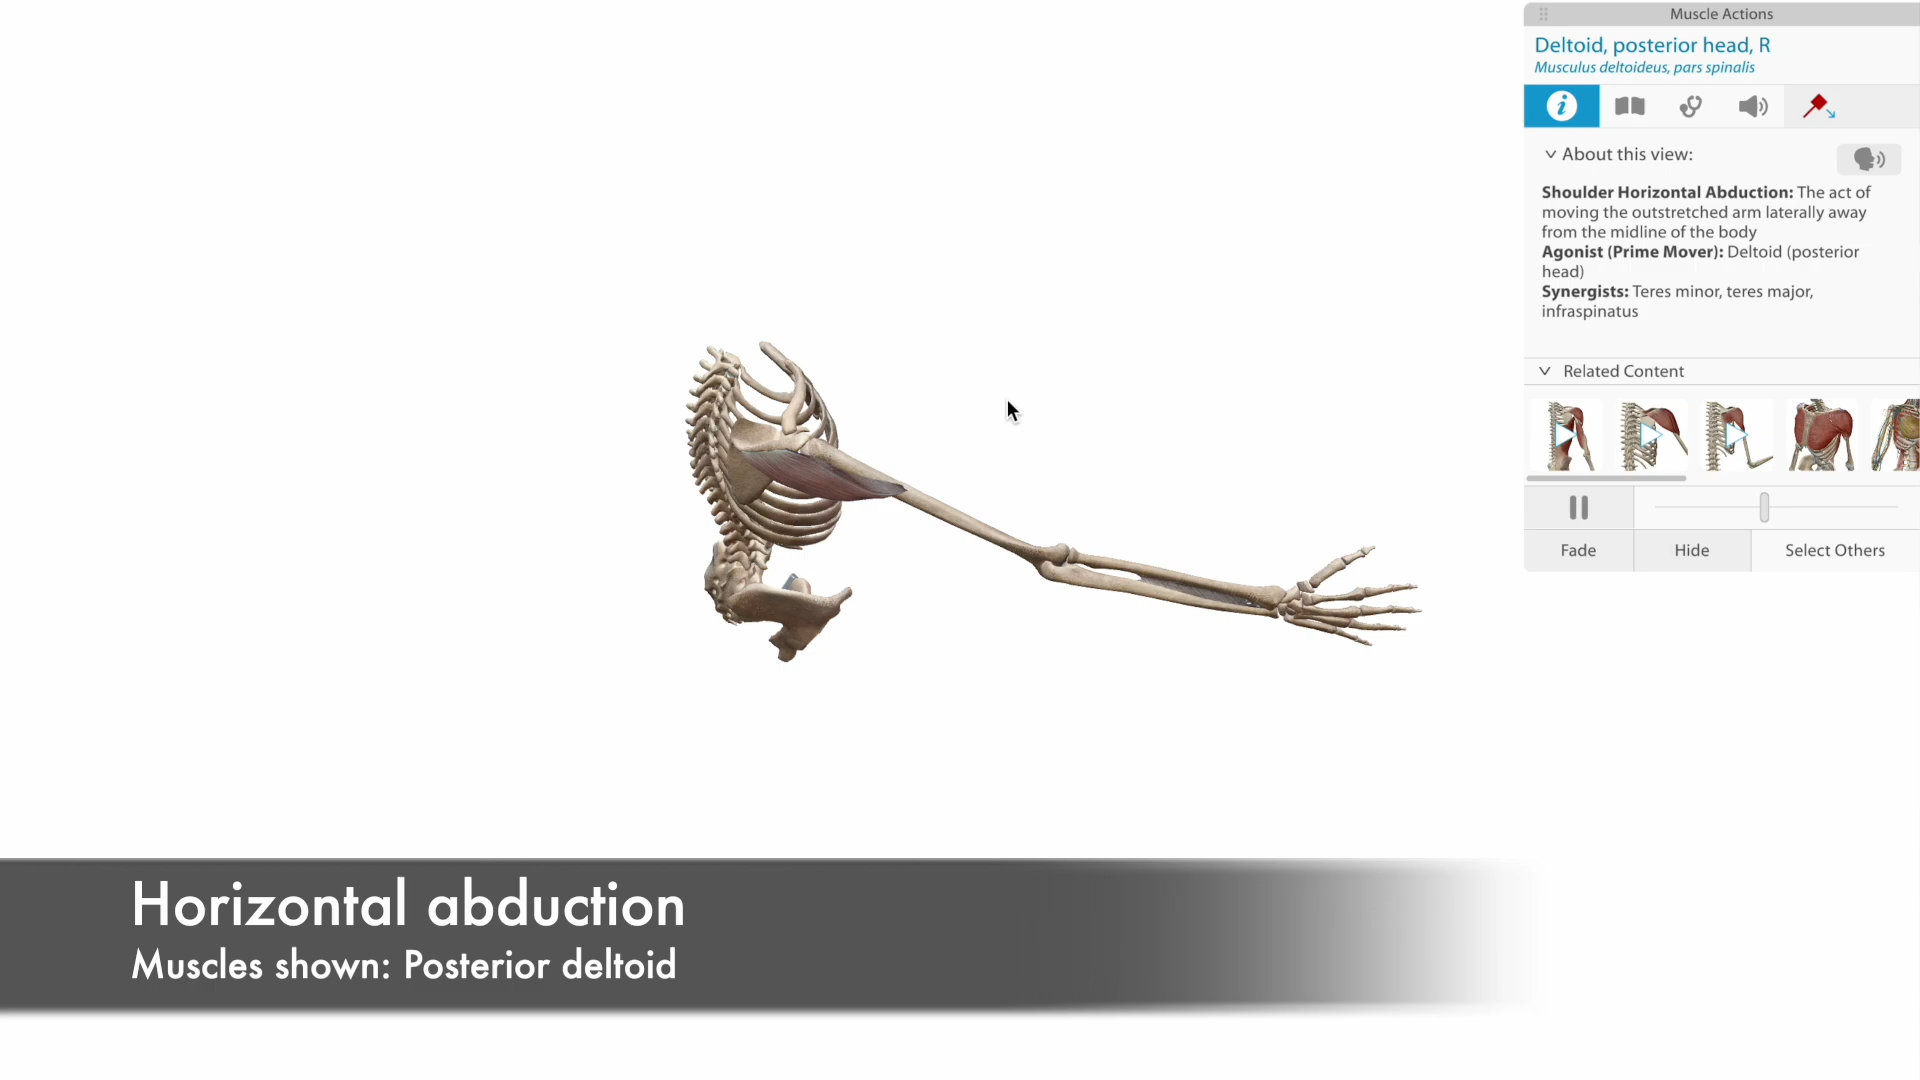 Muscle Actions
Deltoid, posterior head, R
Musculus deltoideus, pars spinalis
About this view:
Shoulder Horizontal Abduction: The act of
moving the outstretched arm laterally away
from the midline of the body
Agonist (Prime Mover): Deltoid (posterior
head)
Synergists: Teres minor, teres major,
infraspinatus
Related Content
Fade
Hide
Select Others
Horizontal abduction
Muscles shown: Posterior deltoid